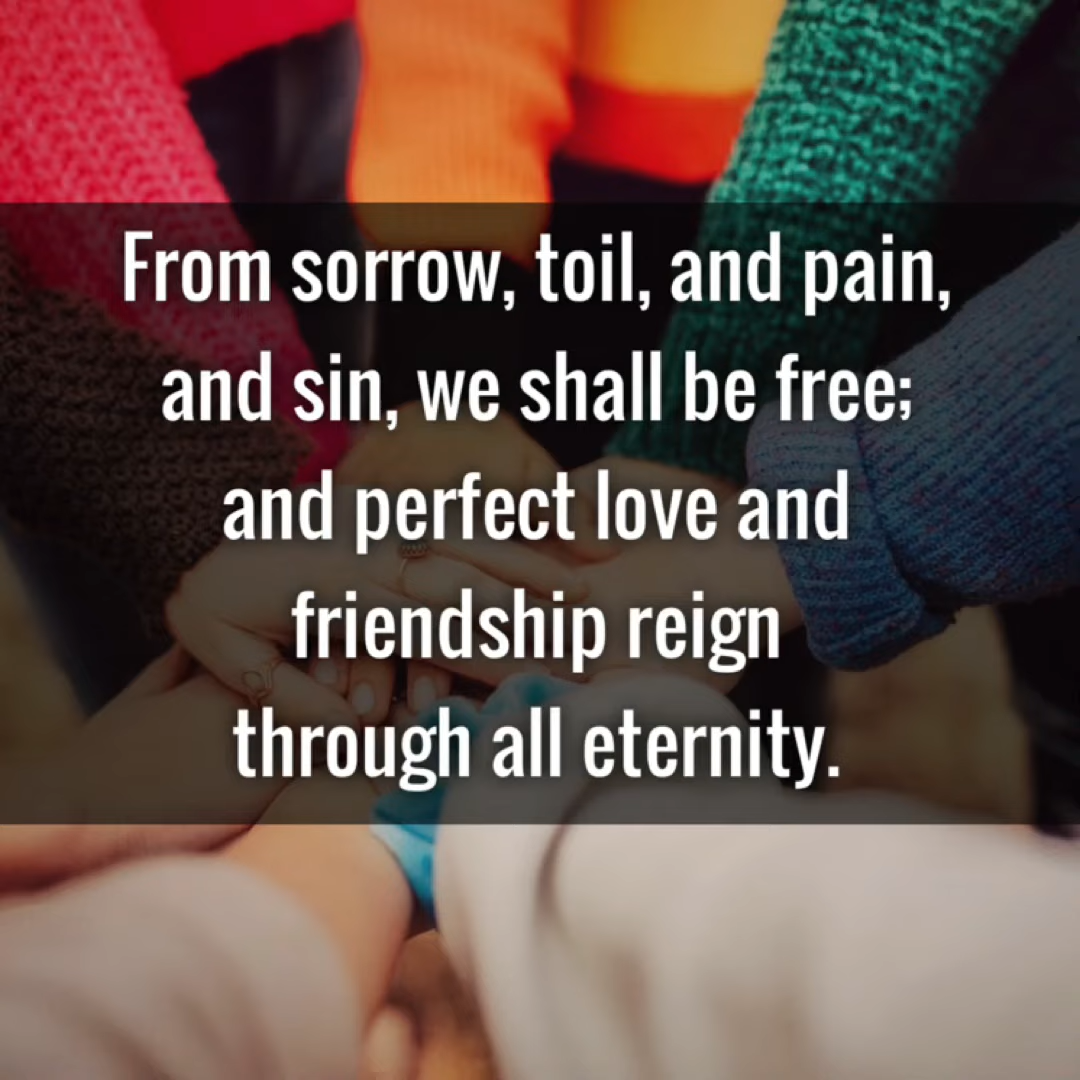 From sorrow, toil, and pain,
and sin, we shall be free;
and perfect love and
friendship reign
through all eternity.